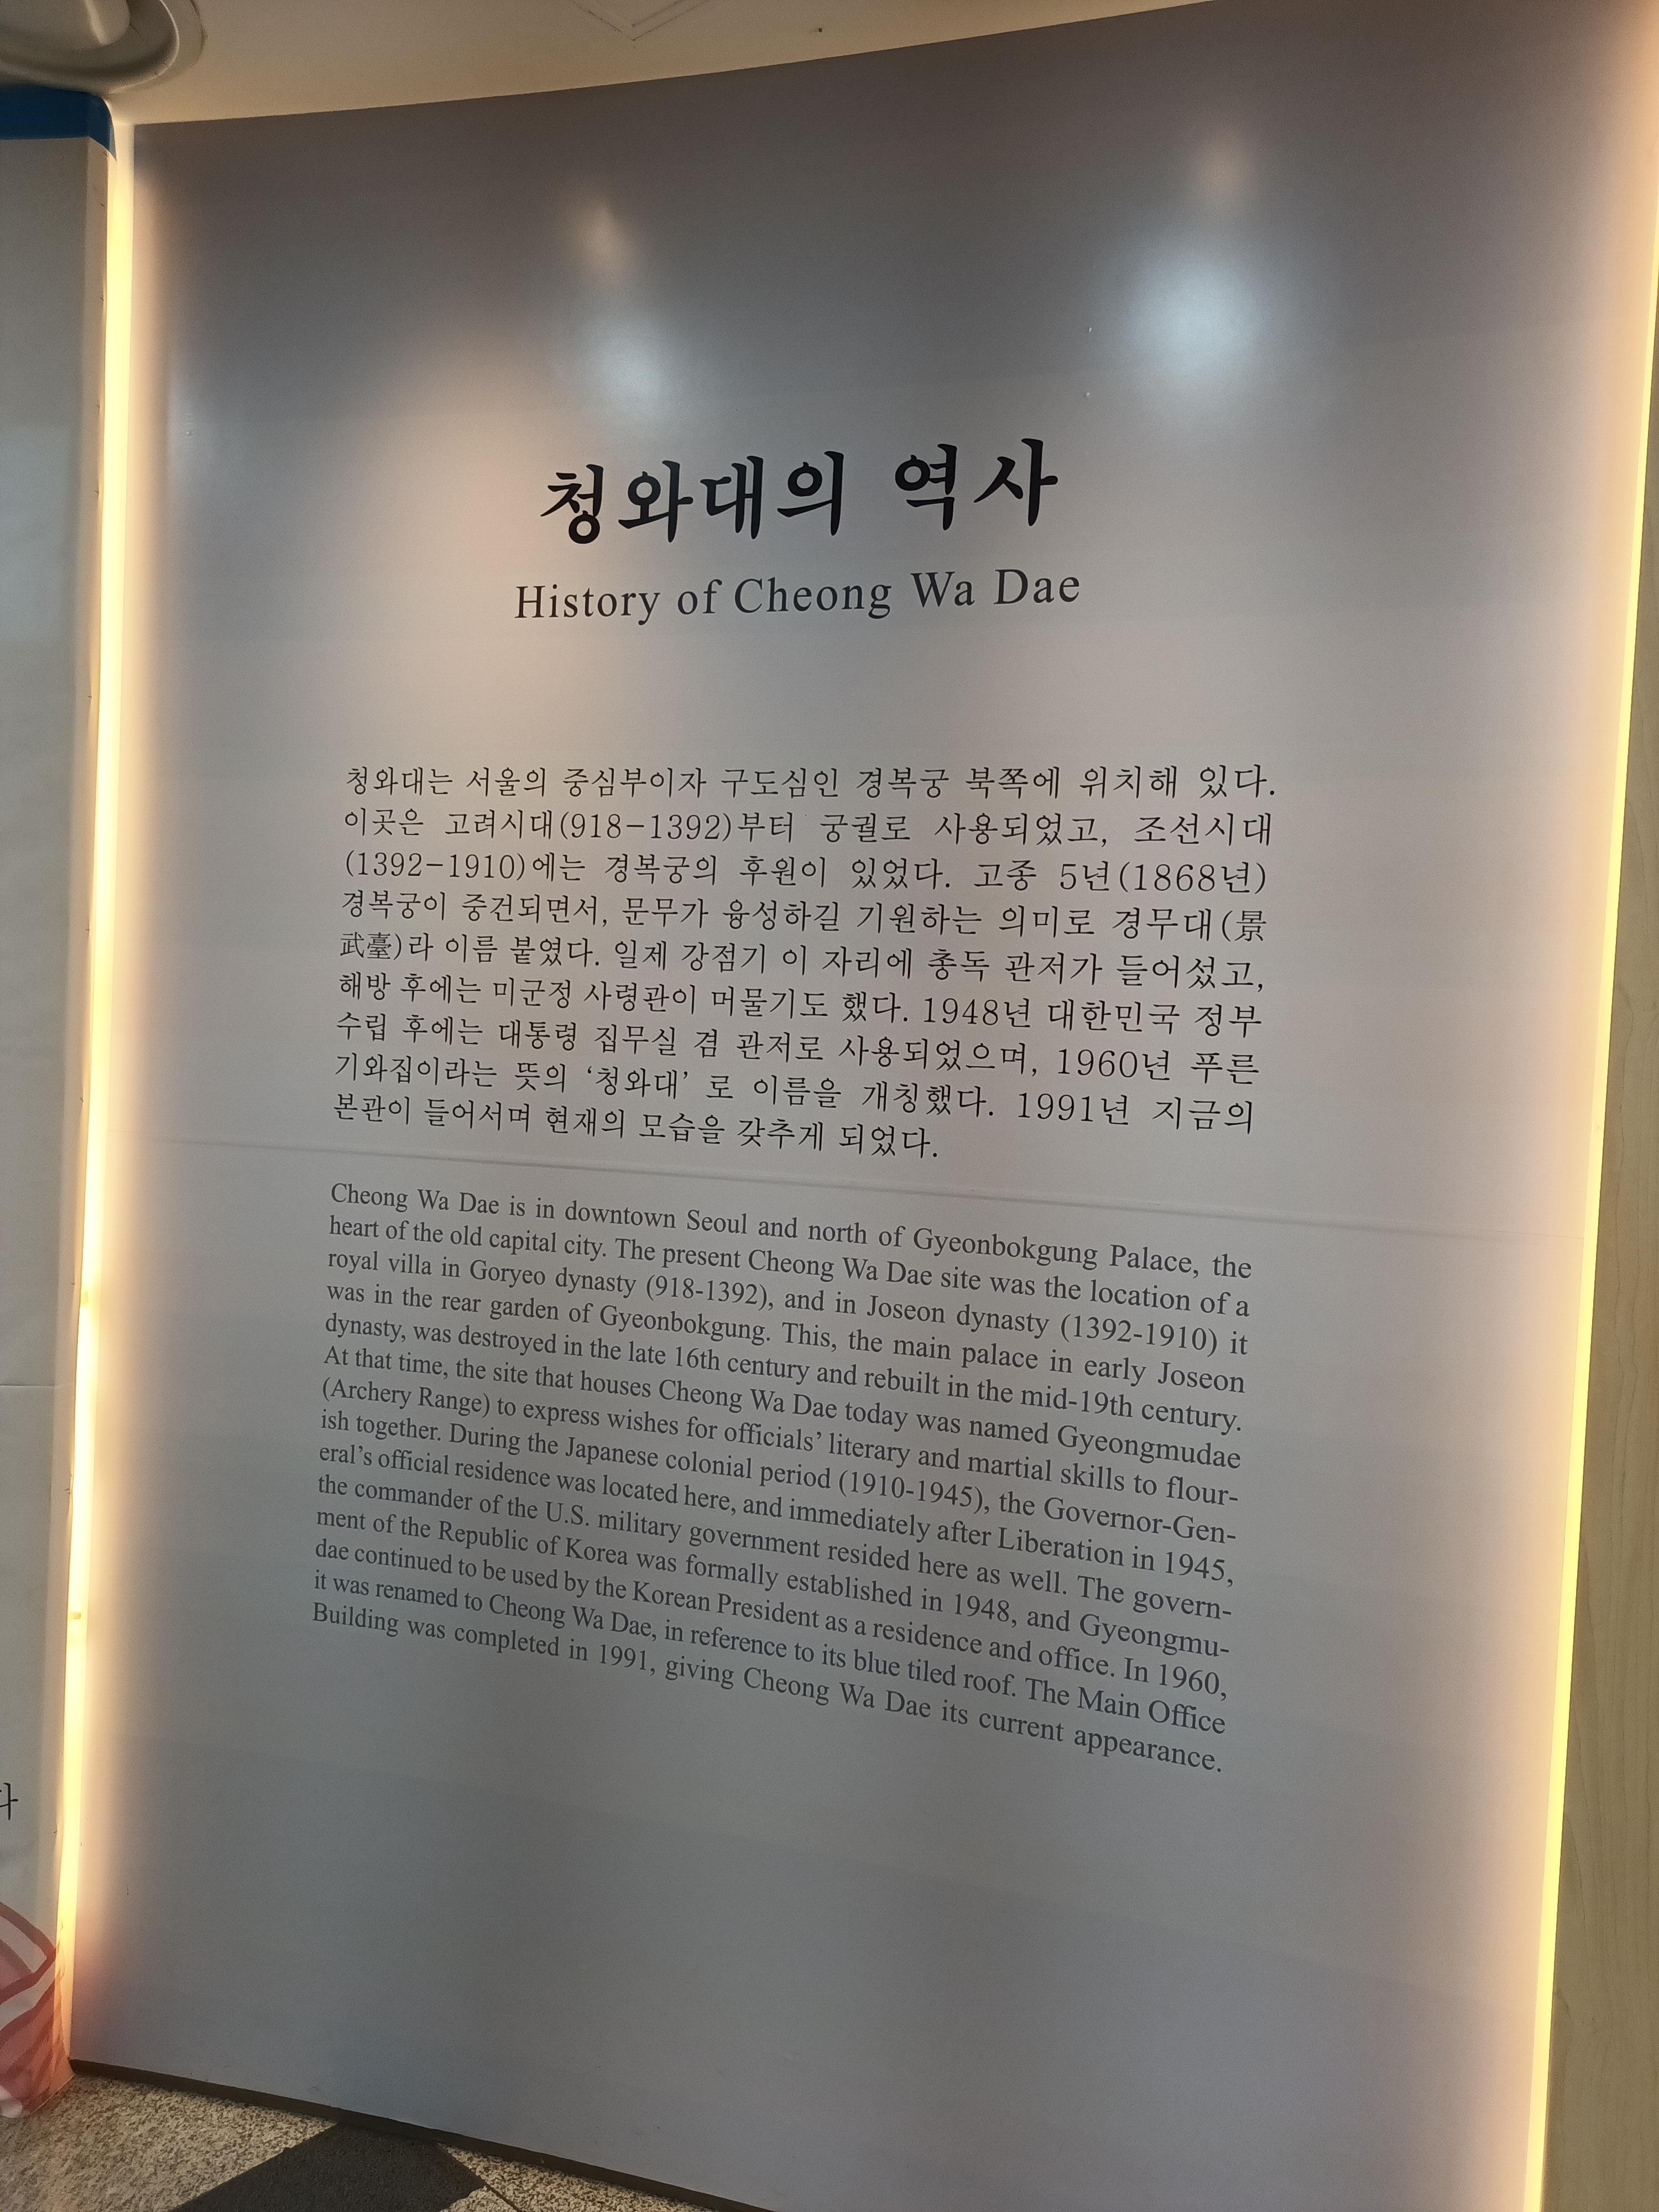 청와대의 역사
History of Cheong Wa Dae
청와대는 서울의 중심부이자 구도심인 경복궁 북쪽에 위치해 있다.
이곳은 고려시대(918-1392)부터 궁궐로 사용되었고, 조선시대
(1392-1910)에는 경복궁의 후원이 있었다. 고종 5년(1868년)
경복궁이 중건되면서, 문무가 융성하길 기원하는 의미로 경무대(景
武臺)라 이름 붙였다. 일제 강점기 이 자리에 총독 관저가 들어섰고,
해방 후에는 미군정 사령관이 머물기도 했다. 1948년 대한민국 정부
수립 후에는 대통령 집무실 겸 관저로 사용되었으며, 1960년 푸른
기와집이라는 뜻의 ‘청와대’ 로 이름을 개칭했다. 1991년 지금의
본관이 들어서며 현재의 모습을 갖추게 되었다.
Cheong Wa Dae is in downtown Seoul and north of Gyeonbokgung Palace, the
heart of the old capital city. The present Cheong Wa Dae site was the location of a
royal villa in Goryeo dynasty (918-1392), and in Joseon dynasty (1392-1910) it
was in the rear garden of Gyeonbokgung. This, the main palace in early Joseon
dynasty, was destroyed in the late 16th century and rebuilt in the mid-19th century.
At that time, the site that houses Cheong Wa Dae today was named Gyeongmudae
(Archery Range) to express wishes for officials’ literary and martial skills to flour-
ish together. During the Japanese colonial period (1910-1945), the Governor-Gen-
eral’s official residence was located here, and immediately after Liberation in 1945,
the commander of the U.S. military government resided here as well. The govern-
ment of the Republic of Korea was formally established in 1948, and Gyeongmu-
dae continued to be used by the Korean President as a residence and office. In 1960,
it was renamed to Cheong Wa Dae, in reference to its blue tiled roof. The Main Office
Building was completed in 1991, giving Cheong Wa Dae its current appearance.